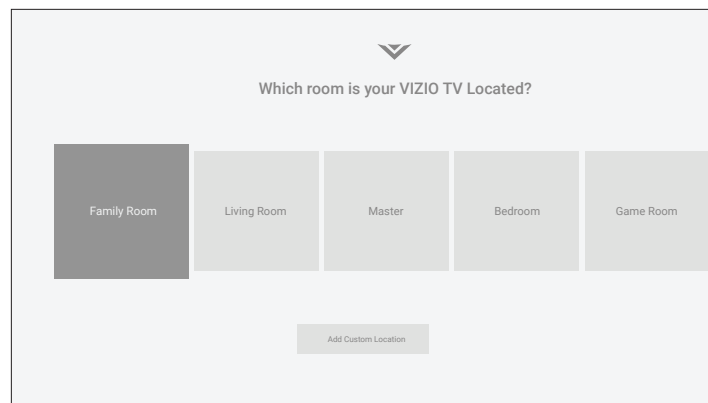 Which room is your VIZIO TV Located?
Family Room
Living Room
Master
Bedroom
Game Room
Add Custom Location